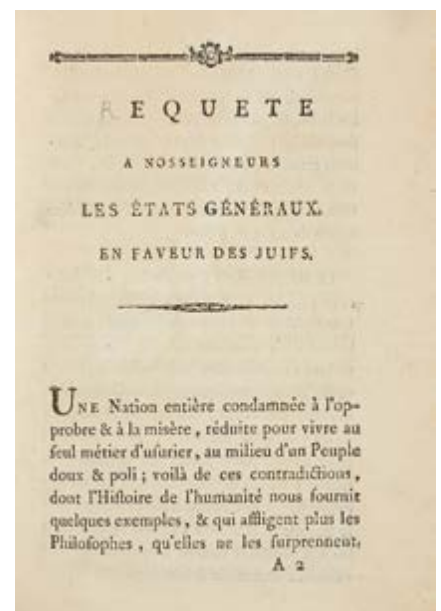 REQUETE
A NOSSEIGNEURS
LES ÉTATS GÉNÉRAUX,
EN FAVEUR DES JUIFS.
UNE Nation entière condamnée à l'op-
probre & à la misère, réduite pour vivre au
ſeul métier d'uſurier, au milieu d'un Peuple
doux & poli ; voilà de ces contradictions,
dont l'Hiſtoire de l'humanité nous fournit
quelques exemples, & qui affligent plus les
Philoſophes, qu'elles ne les ſurprennent.
A 2